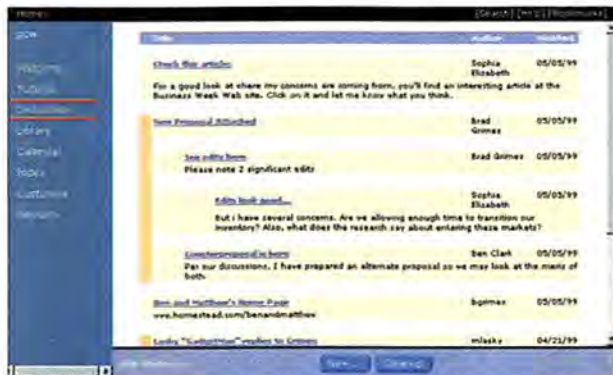 Home
[Search] [Help] [Bookmarks]
Welcome
Tutorial
Discussion
Library
Calendar
Index
Customize
Title Author Modified
Check this article. Sophia Elizabeth 05/05/99
For a good look at share my concerns are coming from, you'll find an interesting article at the
Business Week Web site. Click on it and let me know what you think.
New Proposal Attached Brad Grimes 05/05/99
See edits here Brad Grimes 05/05/99
Please note 2 significant edits
Edits look good... Sophia Elizabeth 05/05/99
But i have several concerns. Are we allowing enough time to transition our
inventory? Also, what does the research say about entering these markets?
Counterproposal is here Ben Clark 05/05/99
Per our discussions, I have prepared an alternate proposal so we may look at the meris of
both.
Ben and Matthew's Home Page bgrimes 05/05/99
www.homestead.com/benandmatthew
Lasky "GadgetMan" replies to Grimes mlasky 04/21/99